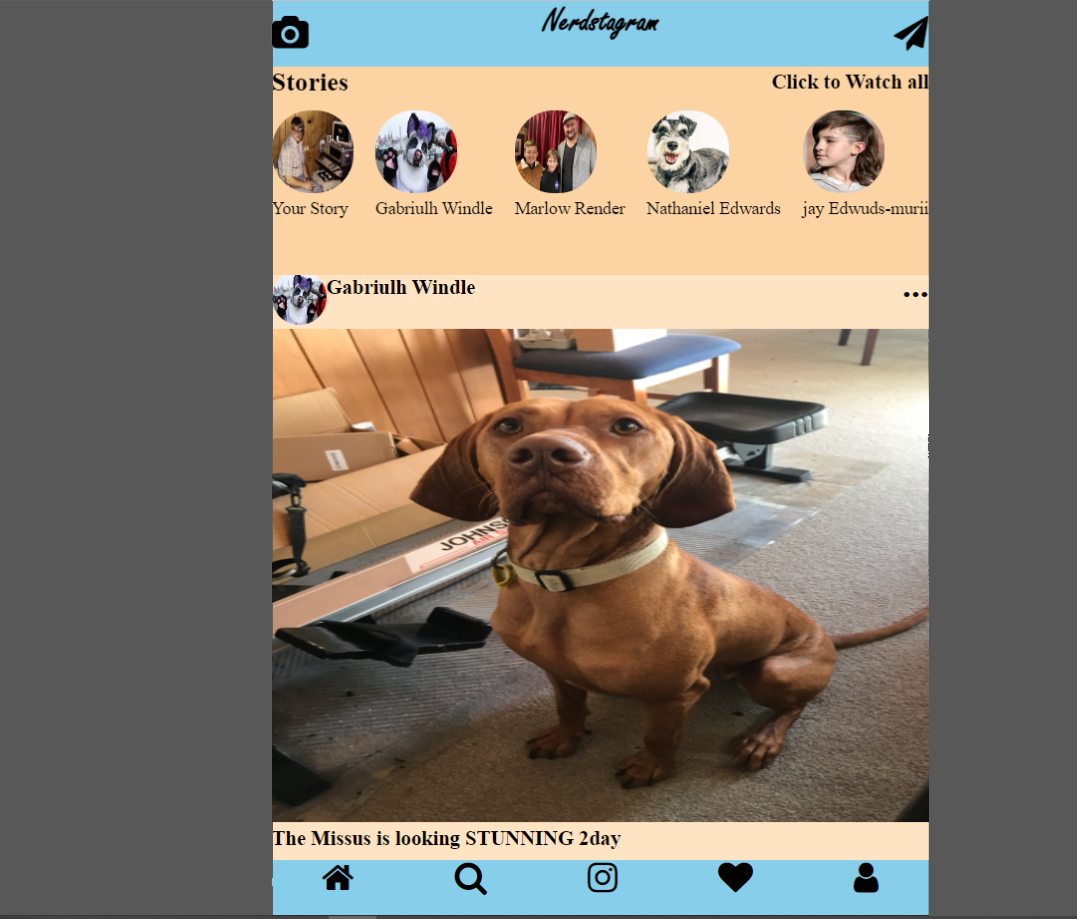 Nerdstagram
Stories
Click to Watch all
Your Story
Gabriulh Windle
Marlow Render
Nathaniel Edwards
jay Edwuds-murii
Gabriulh Windle
JOHNS
The Missus is looking STUNNING 2day